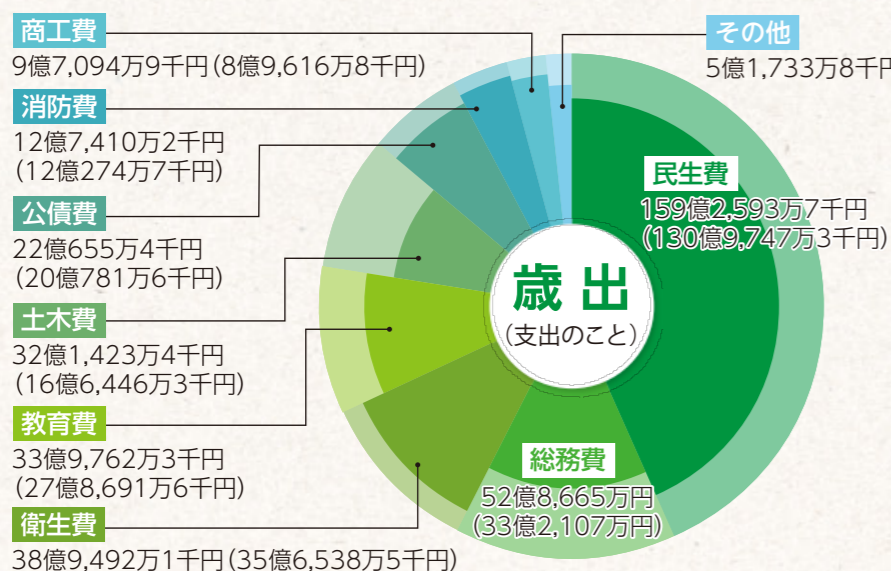 商工費
9億7,094万9千円(8億9,616万8千円)
消防費
12億7,410万2千円
(12億274万7千円)
公債費
22億655万4千円
(20億781万6千円)
土木費
32億1,423万4千円
(16億6,446万3千円)
教育費
33億9,762万3千円
(27億8,691万6千円)
衛生費
38億9,492万1千円(35億6,538万5千円)
その他
5億1,733万8千円
民生費
159億2,593万7千円
(130億9,747万3千円)
歳出
(支出のこと)
総務費
52億8,665万円
(33億2,107万円)